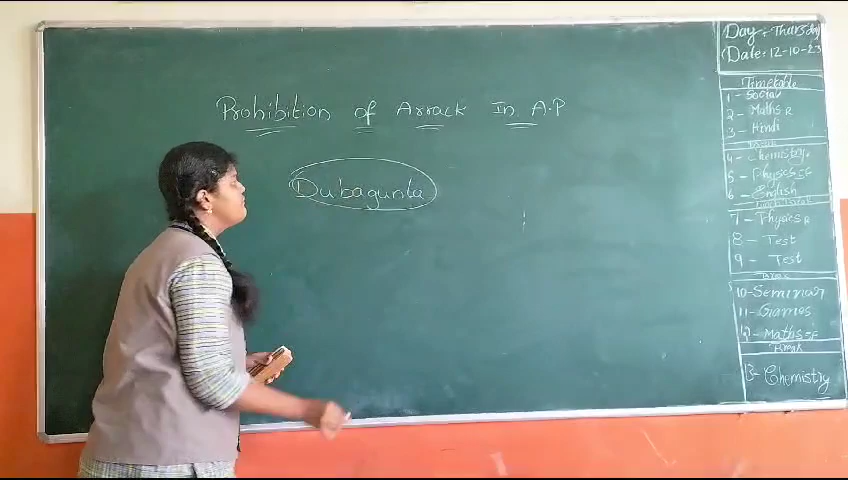 Prohibition of Arrack In A.P
Dubagunta
Day : Thursday
Date: 12-10-23
Timetable
1 - Social
2 - Maths R
3 - Hindi
Break
4 - Chemistry
5 - Physics
6 - English
Lunch Break
7 - Physics R
8 - Test
9 - Test
Break
10 - Seminar
11 - Games
12 - Maths - F
Break
13 - Chemistry